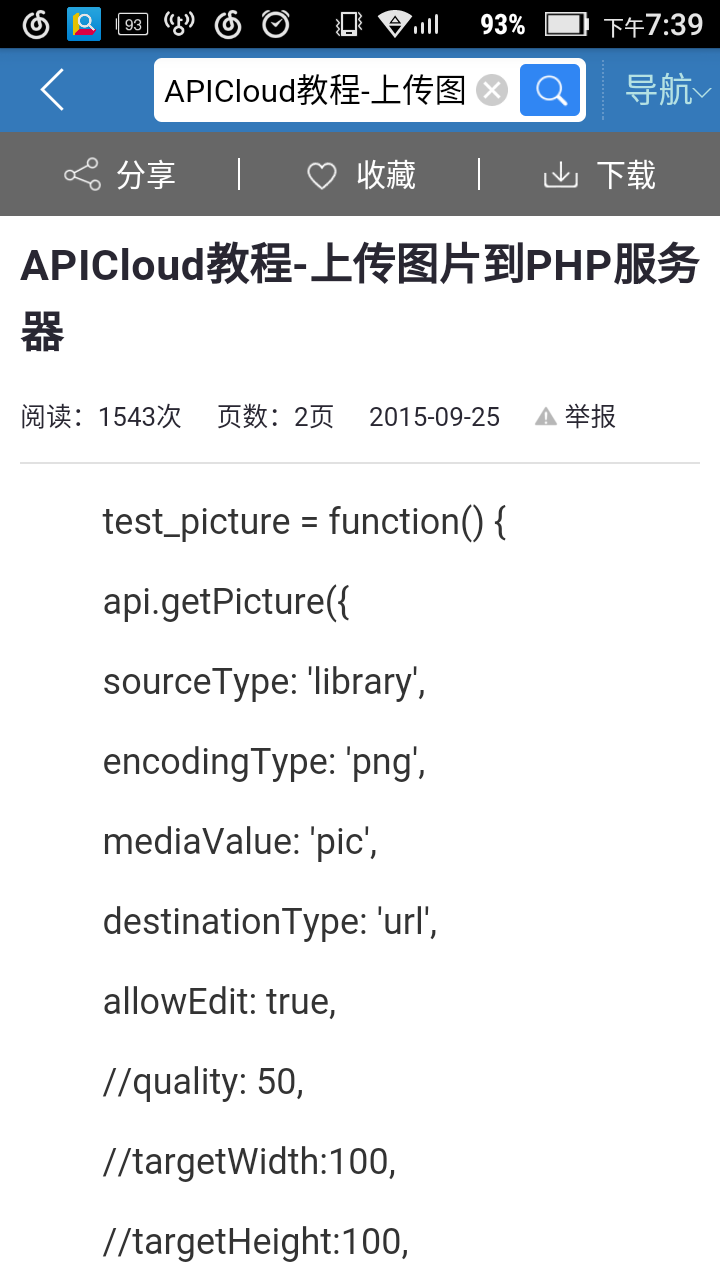 93
93%
下午7:39
APICloud教程-上传图
导航
分享
收藏
下载
APICloud教程-上传图片到PHP服务
器
阅读：1543次 页数：2页 2015-09-25 举报
test_picture = function() {
api.getPicture({
sourceType: 'library',
encodingType: 'png',
mediaValue: 'pic',
destinationType: 'url',
allowEdit: true,
//quality: 50,
//targetWidth:100,
//targetHeight:100,